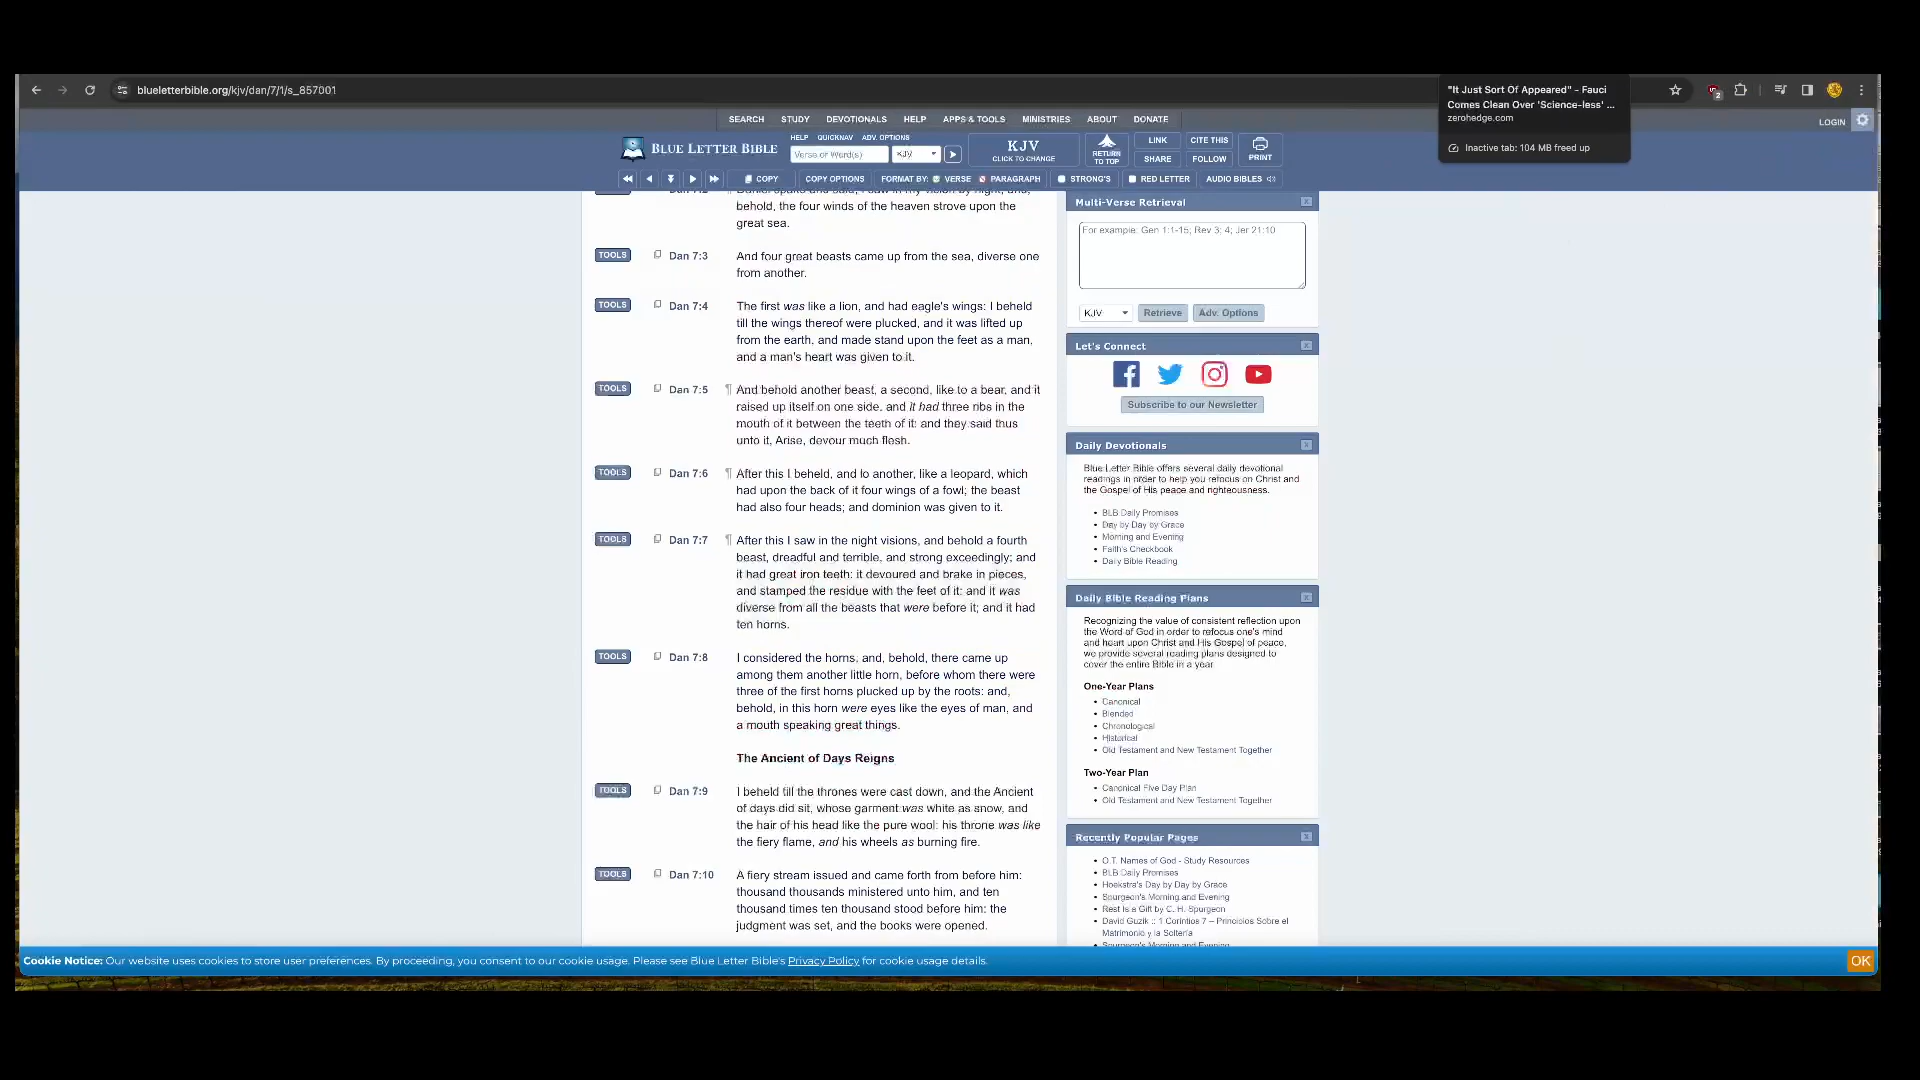 blueletterbible.org/kjv/dan/7/1/s_857001
"It Just Sort Of Appeared" - Fauci
Comes Clean Over 'Science-less' ...
zerohedge.com
Inactive tab: 104 MB freed up
2
SEARCH STUDY DEVOTIONALS HELP APPS & TOOLS MINISTRIES ABOUT DONATE
LOGIN
BLUE LETTER BIBLE
HELP QUICKNAV ADV. OPTIONS
Verse or Word(s) KJV
KJV
CLICK TO CHANGE
RETURN
TO TOP
LINK CITE THIS
SHARE FOLLOW
PRINT
COPY COPY OPTIONS FORMAT BY: VERSE PARAGRAPH STRONG'S RED LETTER AUDIO BIBLES
behold, the four winds of the heaven strove upon the
great sea.
TOOLS Dan 7:3 And four great beasts came up from the sea, diverse one
from another.
TOOLS Dan 7:4 The first was like a lion, and had eagle's wings: I beheld
till the wings thereof were plucked, and it was lifted up
from the earth, and made stand upon the feet as a man,
and a man's heart was given to it.
TOOLS Dan 7:5 ¶ And behold another beast, a second, like to a bear, and it
raised up itself on one side, and it had three ribs in the
mouth of it between the teeth of it: and they said thus
unto it, Arise, devour much flesh.
TOOLS Dan 7:6 ¶ After this I beheld, and lo another, like a leopard, which
had upon the back of it four wings of a fowl; the beast
had also four heads; and dominion was given to it.
TOOLS Dan 7:7 ¶ After this I saw in the night visions, and behold a fourth
beast, dreadful and terrible, and strong exceedingly; and
it had great iron teeth: it devoured and brake in pieces,
and stamped the residue with the feet of it: and it was
diverse from all the beasts that were before it; and it had
ten horns.
TOOLS Dan 7:8 I considered the horns, and, behold, there came up
among them another little horn, before whom there were
three of the first horns plucked up by the roots: and,
behold, in this horn were eyes like the eyes of man, and
a mouth speaking great things.
The Ancient of Days Reigns
TOOLS Dan 7:9 I beheld till the thrones were cast down, and the Ancient
of days did sit, whose garment was white as snow, and
the hair of his head like the pure wool: his throne was like
the fiery flame, and his wheels as burning fire.
TOOLS Dan 7:10 A fiery stream issued and came forth from before him:
thousand thousands ministered unto him, and ten
thousand times ten thousand stood before him: the
judgment was set, and the books were opened.
Multi-Verse Retrieval
For example: Gen 1:1-15; Rev 3; 4; Jer 21:10
KJV Retrieve Adv. Options
Let's Connect
Subscribe to our Newsletter
Daily Devotionals
Blue Letter Bible offers several daily devotional
readings in order to help you refocus on Christ and
the Gospel of His peace and righteousness.
• BLB Daily Promises
• Day by Day by Grace
• Morning and Evening
• Faith's Checkbook
• Daily Bible Reading
Daily Bible Reading Plans
Recognizing the value of consistent reflection upon
the Word of God in order to refocus one's mind
and heart upon Christ and His Gospel of peace,
we provide several reading plans designed to
cover the entire Bible in a year
One-Year Plans
• Canonical
• Blended
• Chronological
• Historical
• Old Testament and New Testament Together
Two-Year Plan
• Canonical Five Day Plan
• Old Testament and New Testament Together
Recently Popular Pages
• O.T. Names of God - Study Resources
• BLB Daily Promises
• Hoekstra's Day by Day by Grace
• Spurgeon's Morning and Evening
• Rest Is a Gift by C. H. Spurgeon
• David Guzik :: 1 Corintios 7 – Principios Sobre el
Matrimonio y la Soltería
• Spurgeon's Morning and Evening
Cookie Notice: Our website uses cookies to store user preferences. By proceeding, you consent to our cookie usage. Please see Blue Letter Bible's Privacy Policy for cookie usage details.
OK